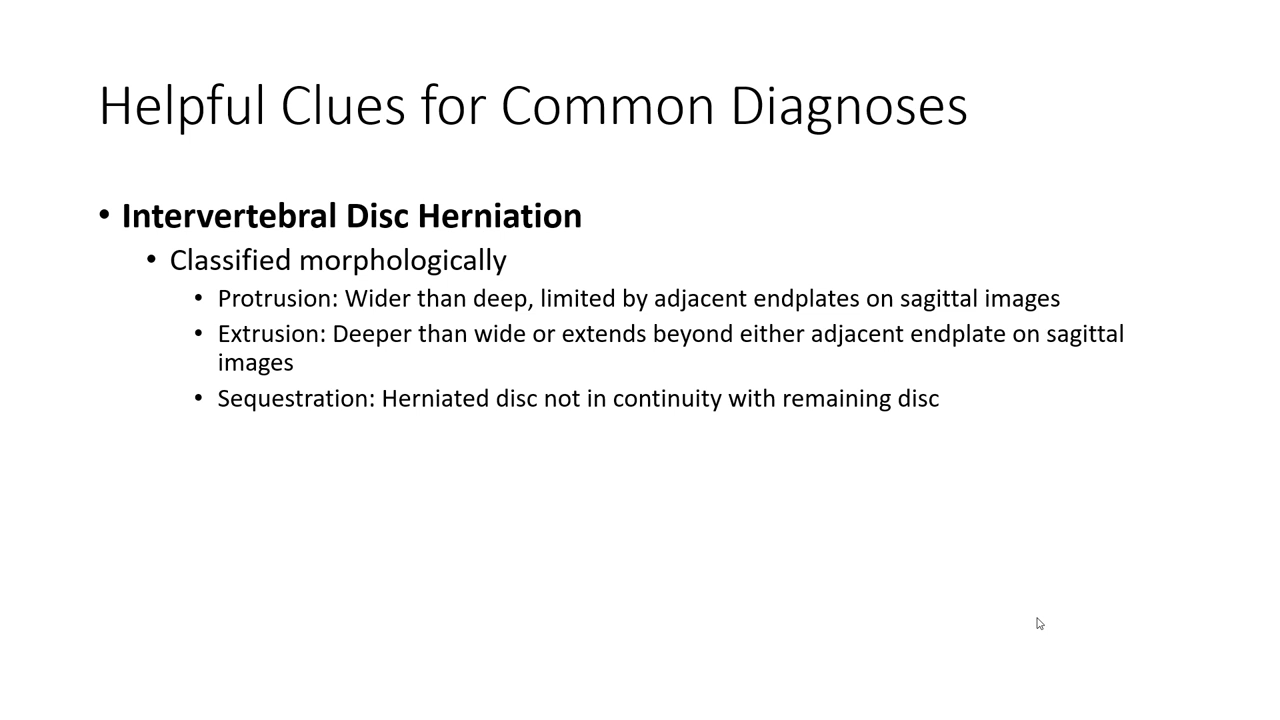 Helpful Clues for Common Diagnoses
• Intervertebral Disc Herniation
• Classified morphologically
• Protrusion: Wider than deep, limited by adjacent endplates on sagittal images
• Extrusion: Deeper than wide or extends beyond either adjacent endplate on sagittal
images
• Sequestration: Herniated disc not in continuity with remaining disc